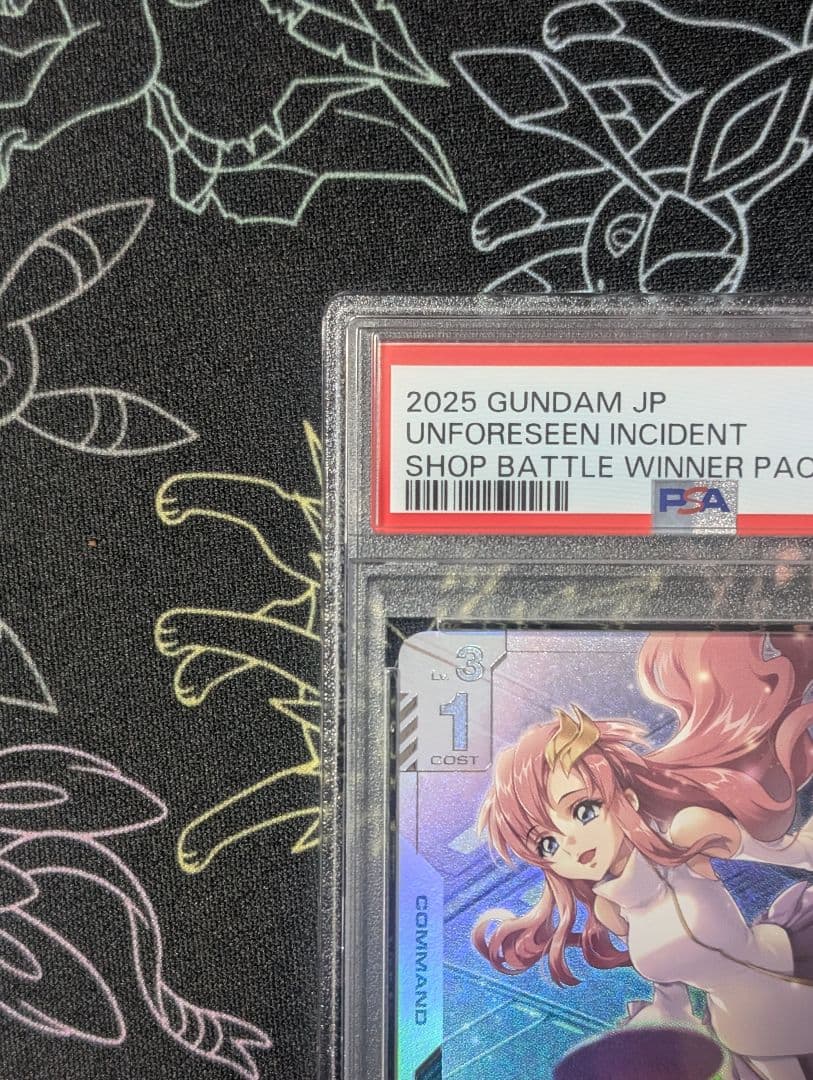 2025 GUNDAM JP
UNFORESEEN INCIDENT
SHOP BATTLE WINNER PAC
PSA
Lv. 3
1
COST
COMMAND